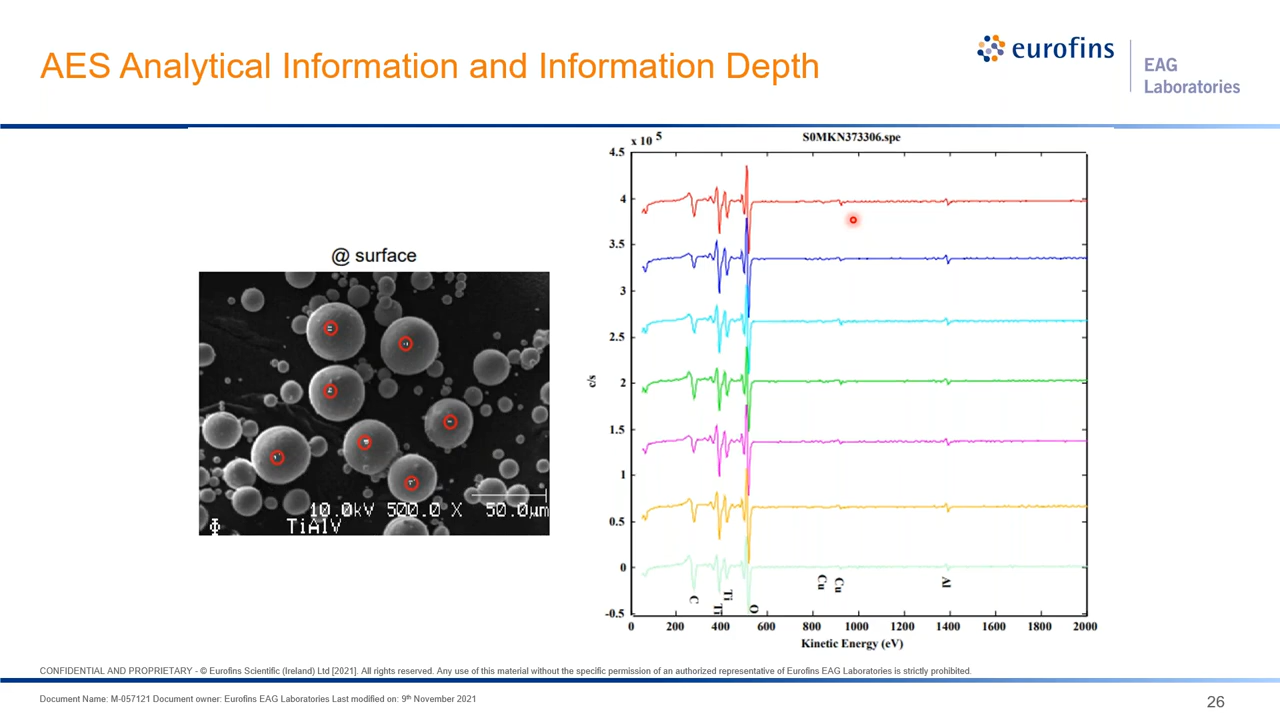 AES Analytical Information and Information Depth
eurofins
EAG
Laboratories
@ surface
10.0kV 500.0 X 50.0µm
Φ TiAlV
S0MKN373306.spe
x 10 5
4.5
4
3.5
3
2.5
2
1.5
1
0.5
0
-0.5
c/s
C
Ti
Ti
O
Cu
Cu
Al
0 200 400 600 800 1000 1200 1400 1600 1800 2000
Kinetic Energy (eV)
CONFIDENTIAL AND PROPRIETARY - © Eurofins Scientific (Ireland) Ltd [2021]. All rights reserved. Any use of this material without the specific permission of an authorized representative of Eurofins EAG Laboratories is strictly prohibited.
Document Name: M-057121 Document owner: Eurofins EAG Laboratories Last modified on: 9th November 2021
26